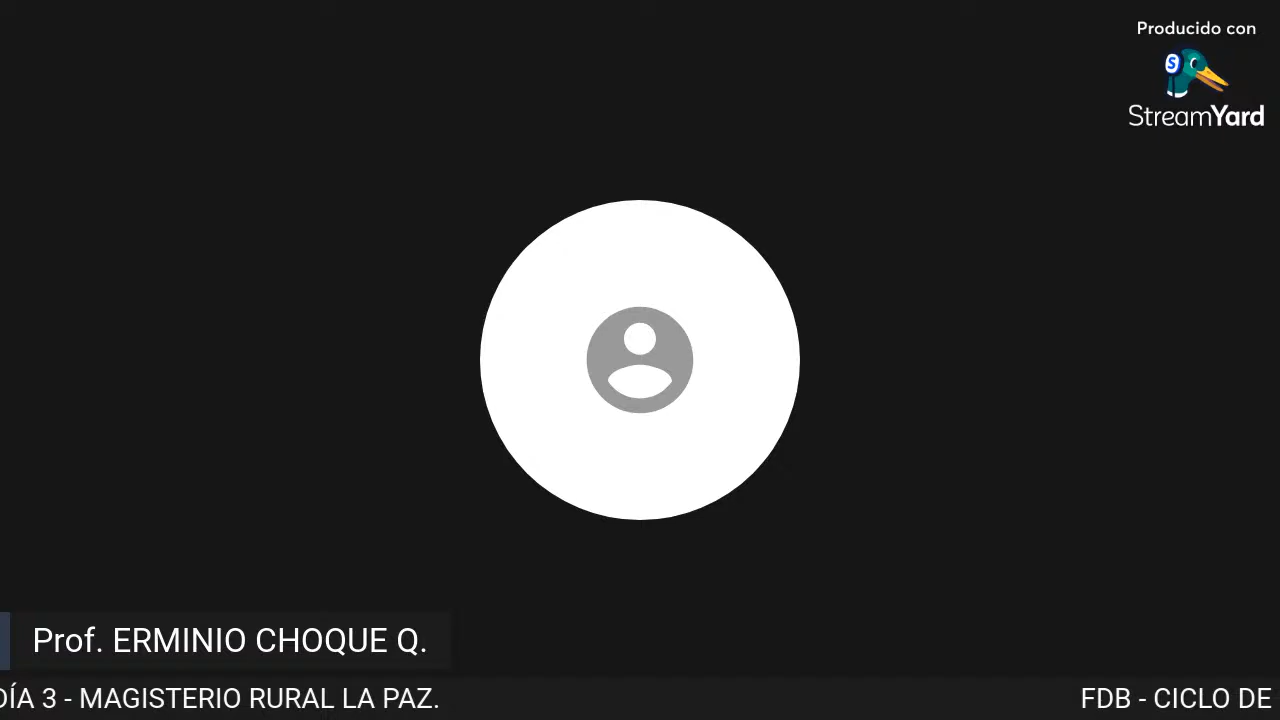 Producido con
S
StreamYard
Prof. ERMINIO CHOQUE Q.
DÍA 3 - MAGISTERIO RURAL LA PAZ.
FDB - CICLO DE